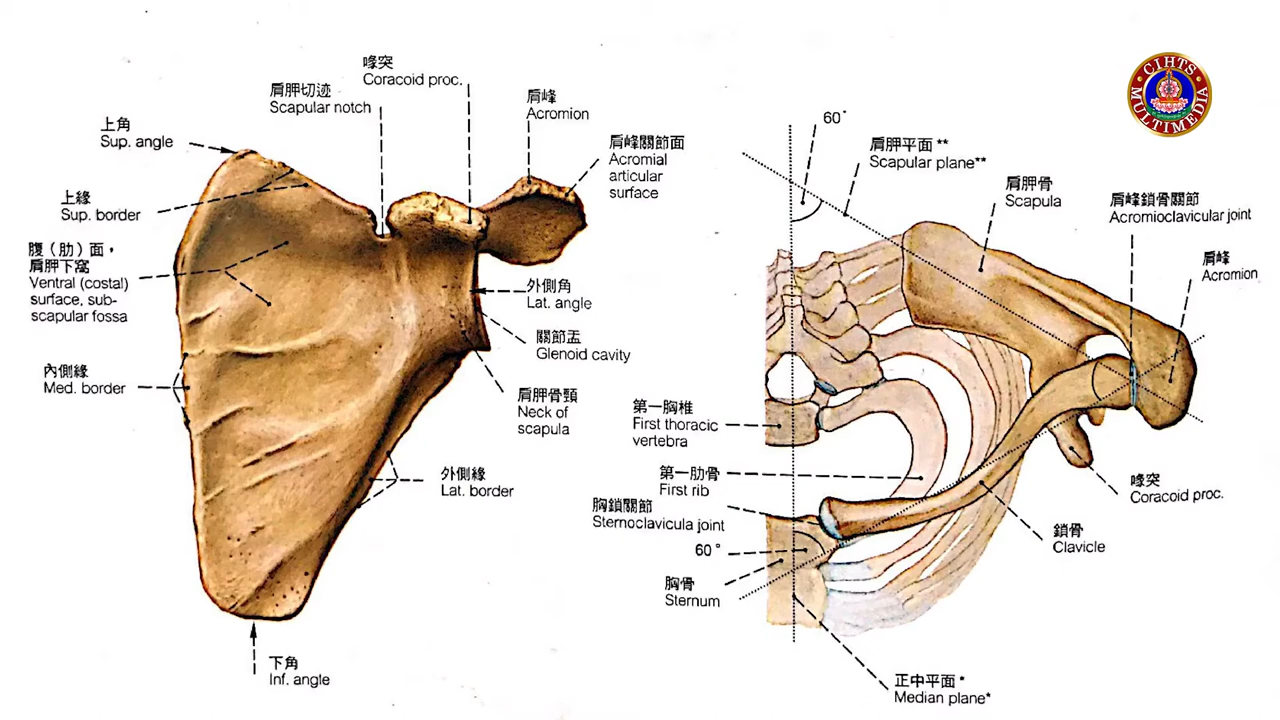 上角
Sup. angle
肩胛切迹
Scapular notch
喙突
Coracoid proc.
肩峰
Acromion
肩峰關節面
Acromial
articular
surface
上緣
Sup. border
腹（肋）面，
肩胛下窩
Ventral (costal)
surface, sub-
scapular fossa
內側緣
Med. border
外側角
Lat. angle
關節盂
Glenoid cavity
肩胛骨頸
Neck of
scapula
外側緣
Lat. border
下角
Inf. angle
60°
肩胛平面**
Scapular plane**
肩胛骨
Scapula
肩峰鎖骨關節
Acromioclavicular joint
肩峰
Acromion
第一胸椎
First thoracic
vertebra
第一肋骨
First rib
胸鎖關節
Sternoclavicula joint
60°
胸骨
Sternum
喙突
Coracoid proc.
鎖骨
Clavicle
正中平面*
Median plane*
CIHTS
MULTIMEDIA